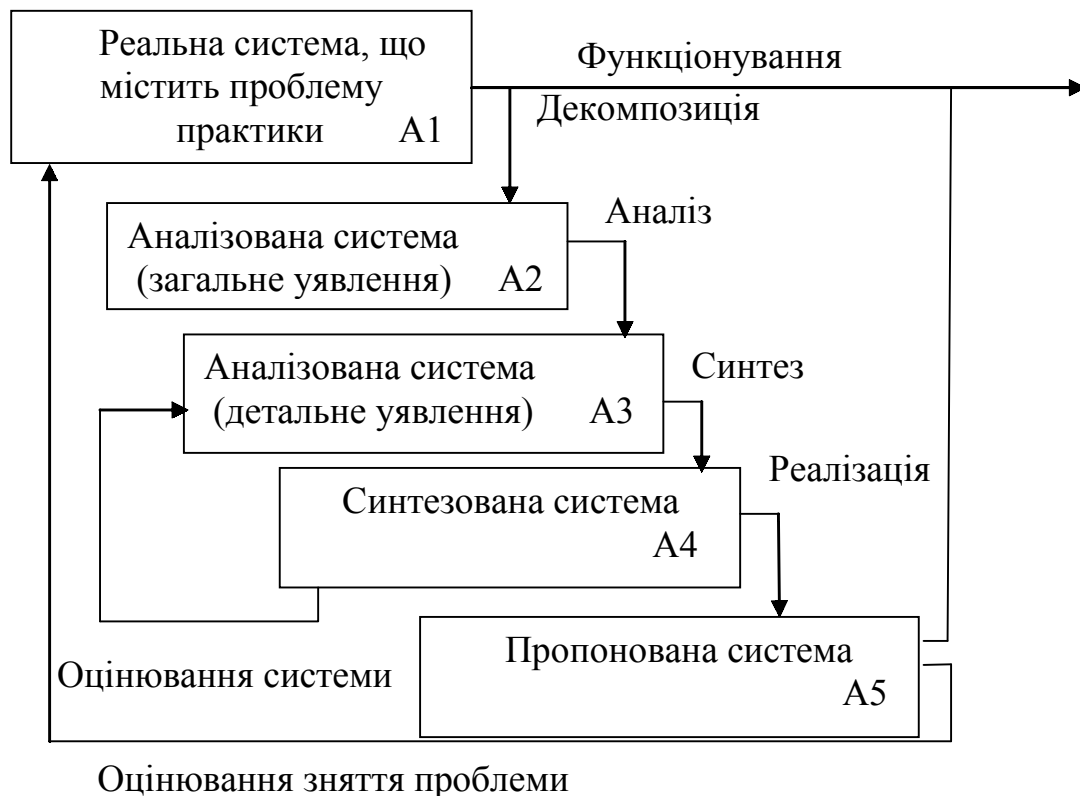 Реальна система, що
містить проблему
практики А1
Функціонування
Декомпозиція
Аналіз
Аналізована система
(загальне уявлення) А2
Синтез
Аналізована система
(детальне уявлення) А3
Реалізація
Синтезована система
А4
Пропонована система
А5
Оцінювання системи
Оцінювання зняття проблеми